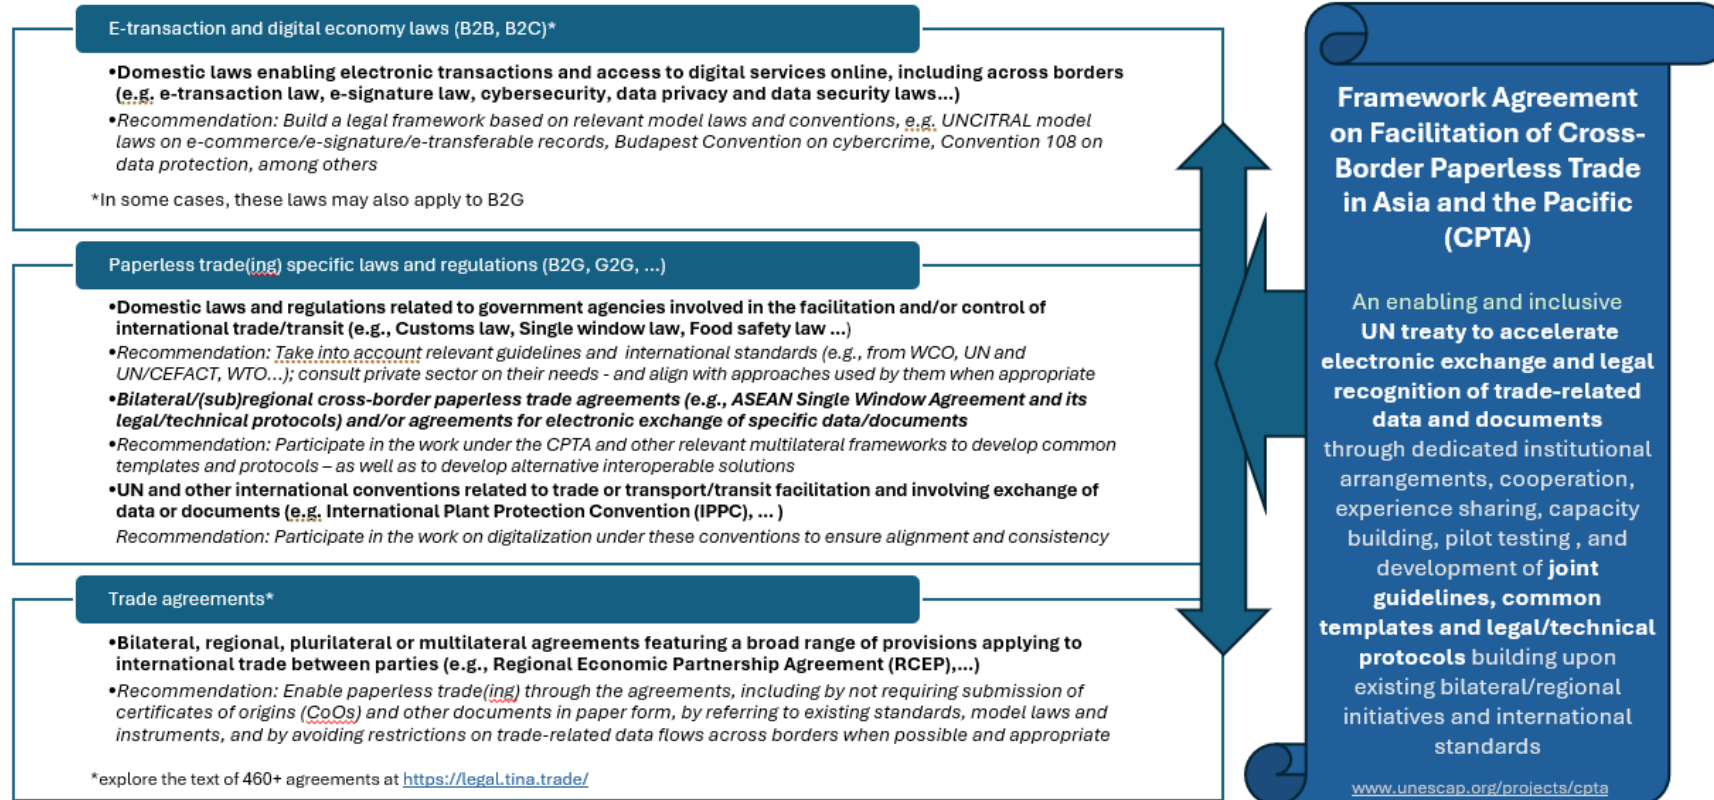 E-transaction and digital economy laws (B2B, B2C)*
•Domestic laws enabling electronic transactions and access to digital services online, including across borders
(e.g. e-transaction law, e-signature law, cybersecurity, data privacy and data security laws...)
•Recommendation: Build a legal framework based on relevant model laws and conventions, e.g. UNCITRAL model
laws on e-commerce/e-signature/e-transferable records, Budapest Convention on cybercrime, Convention 108 on
data protection, among others
*In some cases, these laws may also apply to B2G
Paperless trade(ing) specific laws and regulations (B2G, G2G, ...)
•Domestic laws and regulations related to government agencies involved in the facilitation and/or control of
international trade/transit (e.g., Customs law, Single window law, Food safety law ...)
•Recommendation: Take into account relevant guidelines and  international standards (e.g., from WCO, UN and
UN/CEFACT, WTO...); consult private sector on their needs - and align with approaches used by them when appropriate
•Bilateral/(sub)regional cross-border paperless trade agreements (e.g., ASEAN Single Window Agreement and its
legal/technical protocols) and/or agreements for electronic exchange of specific data/documents
•Recommendation: Participate in the work under the CPTA and other relevant multilateral frameworks to develop common
templates and protocols – as well as to develop alternative interoperable solutions
•UN and other international conventions related to trade or transport/transit facilitation and involving exchange of
data or documents (e.g. International Plant Protection Convention (IPPC), ... )
Recommendation: Participate in the work on digitalization under these conventions to ensure alignment and consistency
Trade agreements*
•Bilateral, regional, plurilateral or multilateral agreements featuring a broad range of provisions applying to
international trade between parties (e.g., Regional Economic Partnership Agreement (RCEP),...)
•Recommendation: Enable paperless trade(ing) through the agreements, including by not requiring submission of
certificates of origins (CoOs) and other documents in paper form, by referring to existing standards, model laws and
instruments, and by avoiding restrictions on trade-related data flows across borders when possible and appropriate
*explore the text of 460+ agreements at https://legal.tina.trade/
Framework Agreement
on Facilitation of Cross-
Border Paperless Trade
in Asia and the Pacific
(CPTA)
An enabling and inclusive
UN treaty to accelerate
electronic exchange and legal
recognition of trade-related
data and documents
through dedicated institutional
arrangements, cooperation,
experience sharing, capacity
building, pilot testing , and
development of joint
guidelines, common
templates and legal/technical
protocols building upon
existing bilateral/regional
initiatives and international
standards
www.unescap.org/projects/cpta